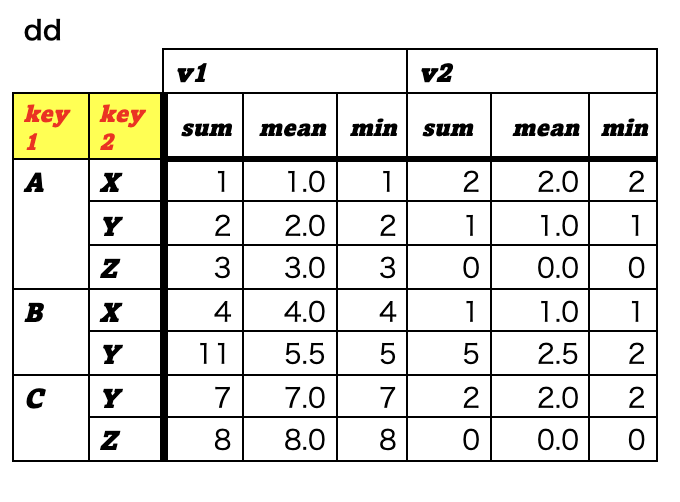 dd
v1 v2
key 1 key 2 sum mean min sum mean min
A X 1 1.0 1 2 2.0 2
Y 2 2.0 2 1 1.0 1
Z 3 3.0 3 0 0.0 0
B X 4 4.0 4 1 1.0 1
Y 11 5.5 5 5 2.5 2
C Y 7 7.0 7 2 2.0 2
Z 8 8.0 8 0 0.0 0